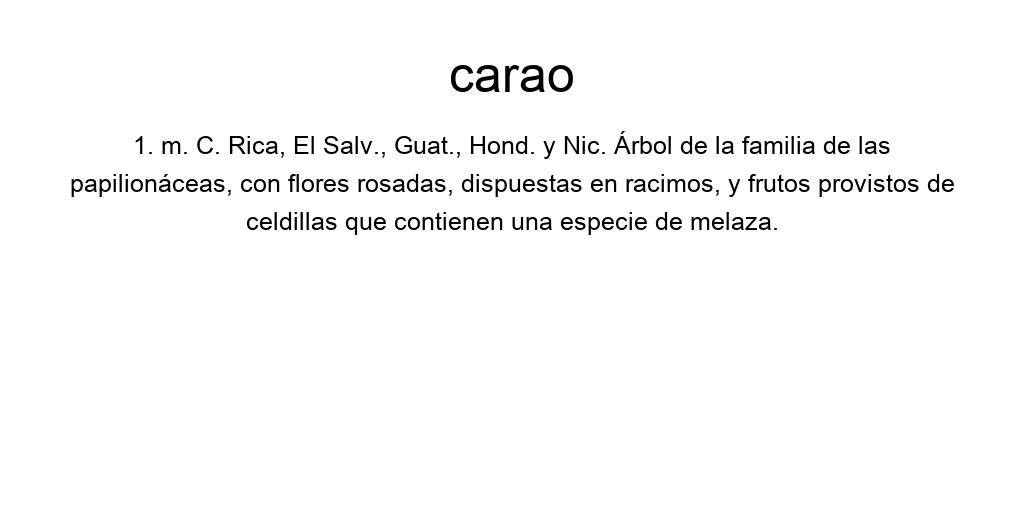 carao
1. m. C. Rica, El Salv., Guat., Hond. y Nic. Árbol de la familia de las
papilionáceas, con flores rosadas, dispuestas en racimos, y frutos provistos de
celdillas que contienen una especie de melaza.